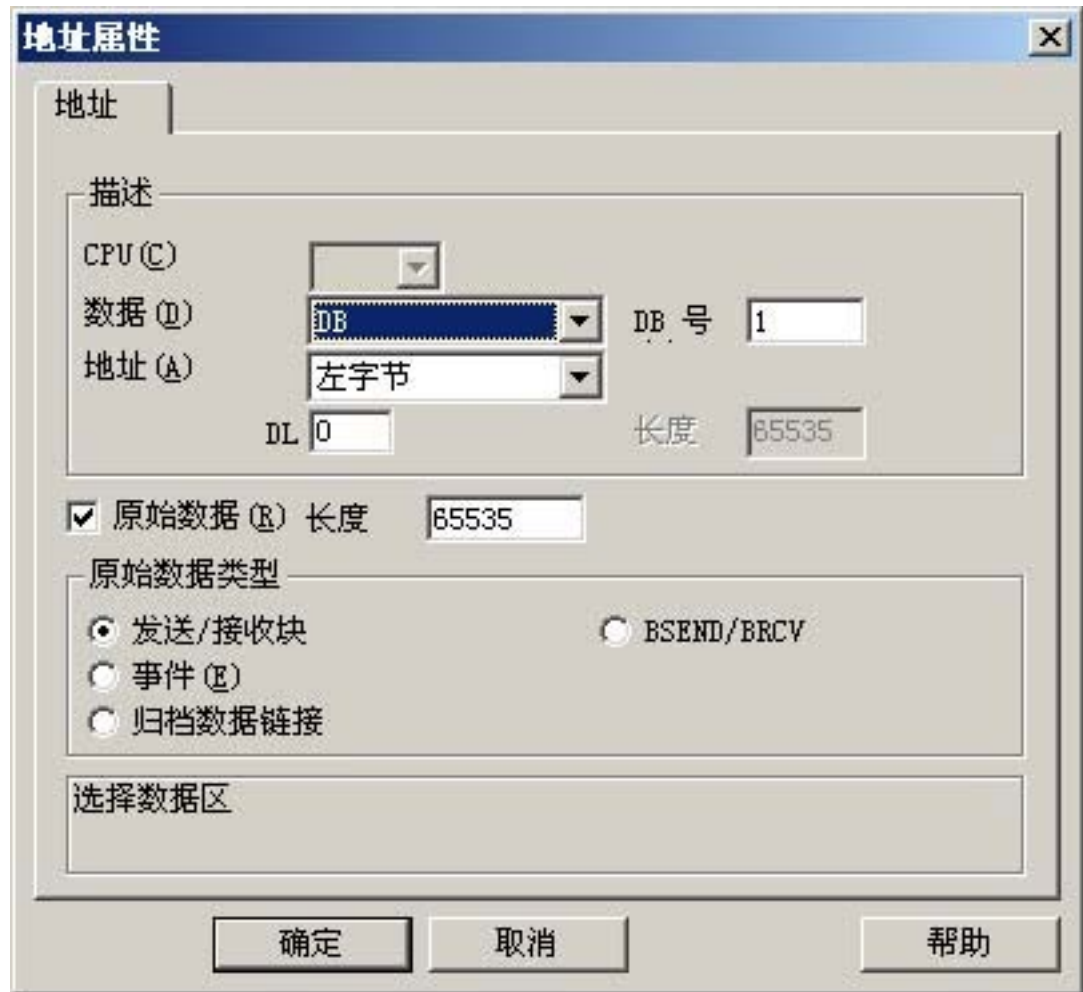 地址属性
地址
描述
CPU(C)
数据(D) DB DB 号 1
地址(A) 左字节
DL 0 长度 65535
原始数据(R) 长度 65535
原始数据类型
发送/接收块 BSEND/BRCV
事件(E)
归档数据链接
选择数据区
确定 取消 帮助